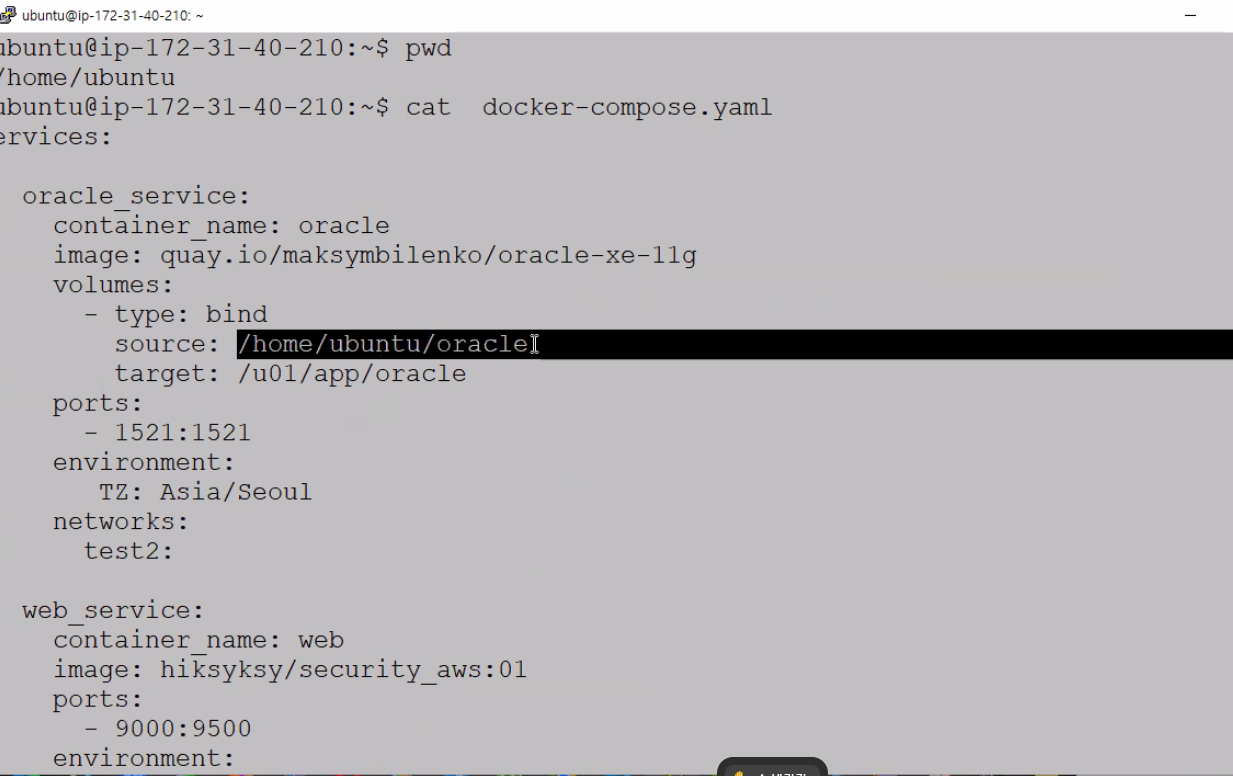 ubuntu@ip-172-31-40-210: ~
ubuntu@ip-172-31-40-210:~$ pwd
/home/ubuntu
ubuntu@ip-172-31-40-210:~$ cat  docker-compose.yaml
ervices:
oracle_service:
container_name: oracle
image: quay.io/maksymbilenko/oracle-xe-11g
volumes:
- type: bind
source: /home/ubuntu/oracle
target: /u01/app/oracle
ports:
- 1521:1521
environment:
TZ: Asia/Seoul
networks:
test2:
web_service:
container_name: web
image: hiksyksy/security_aws:01
ports:
- 9000:9500
environment: